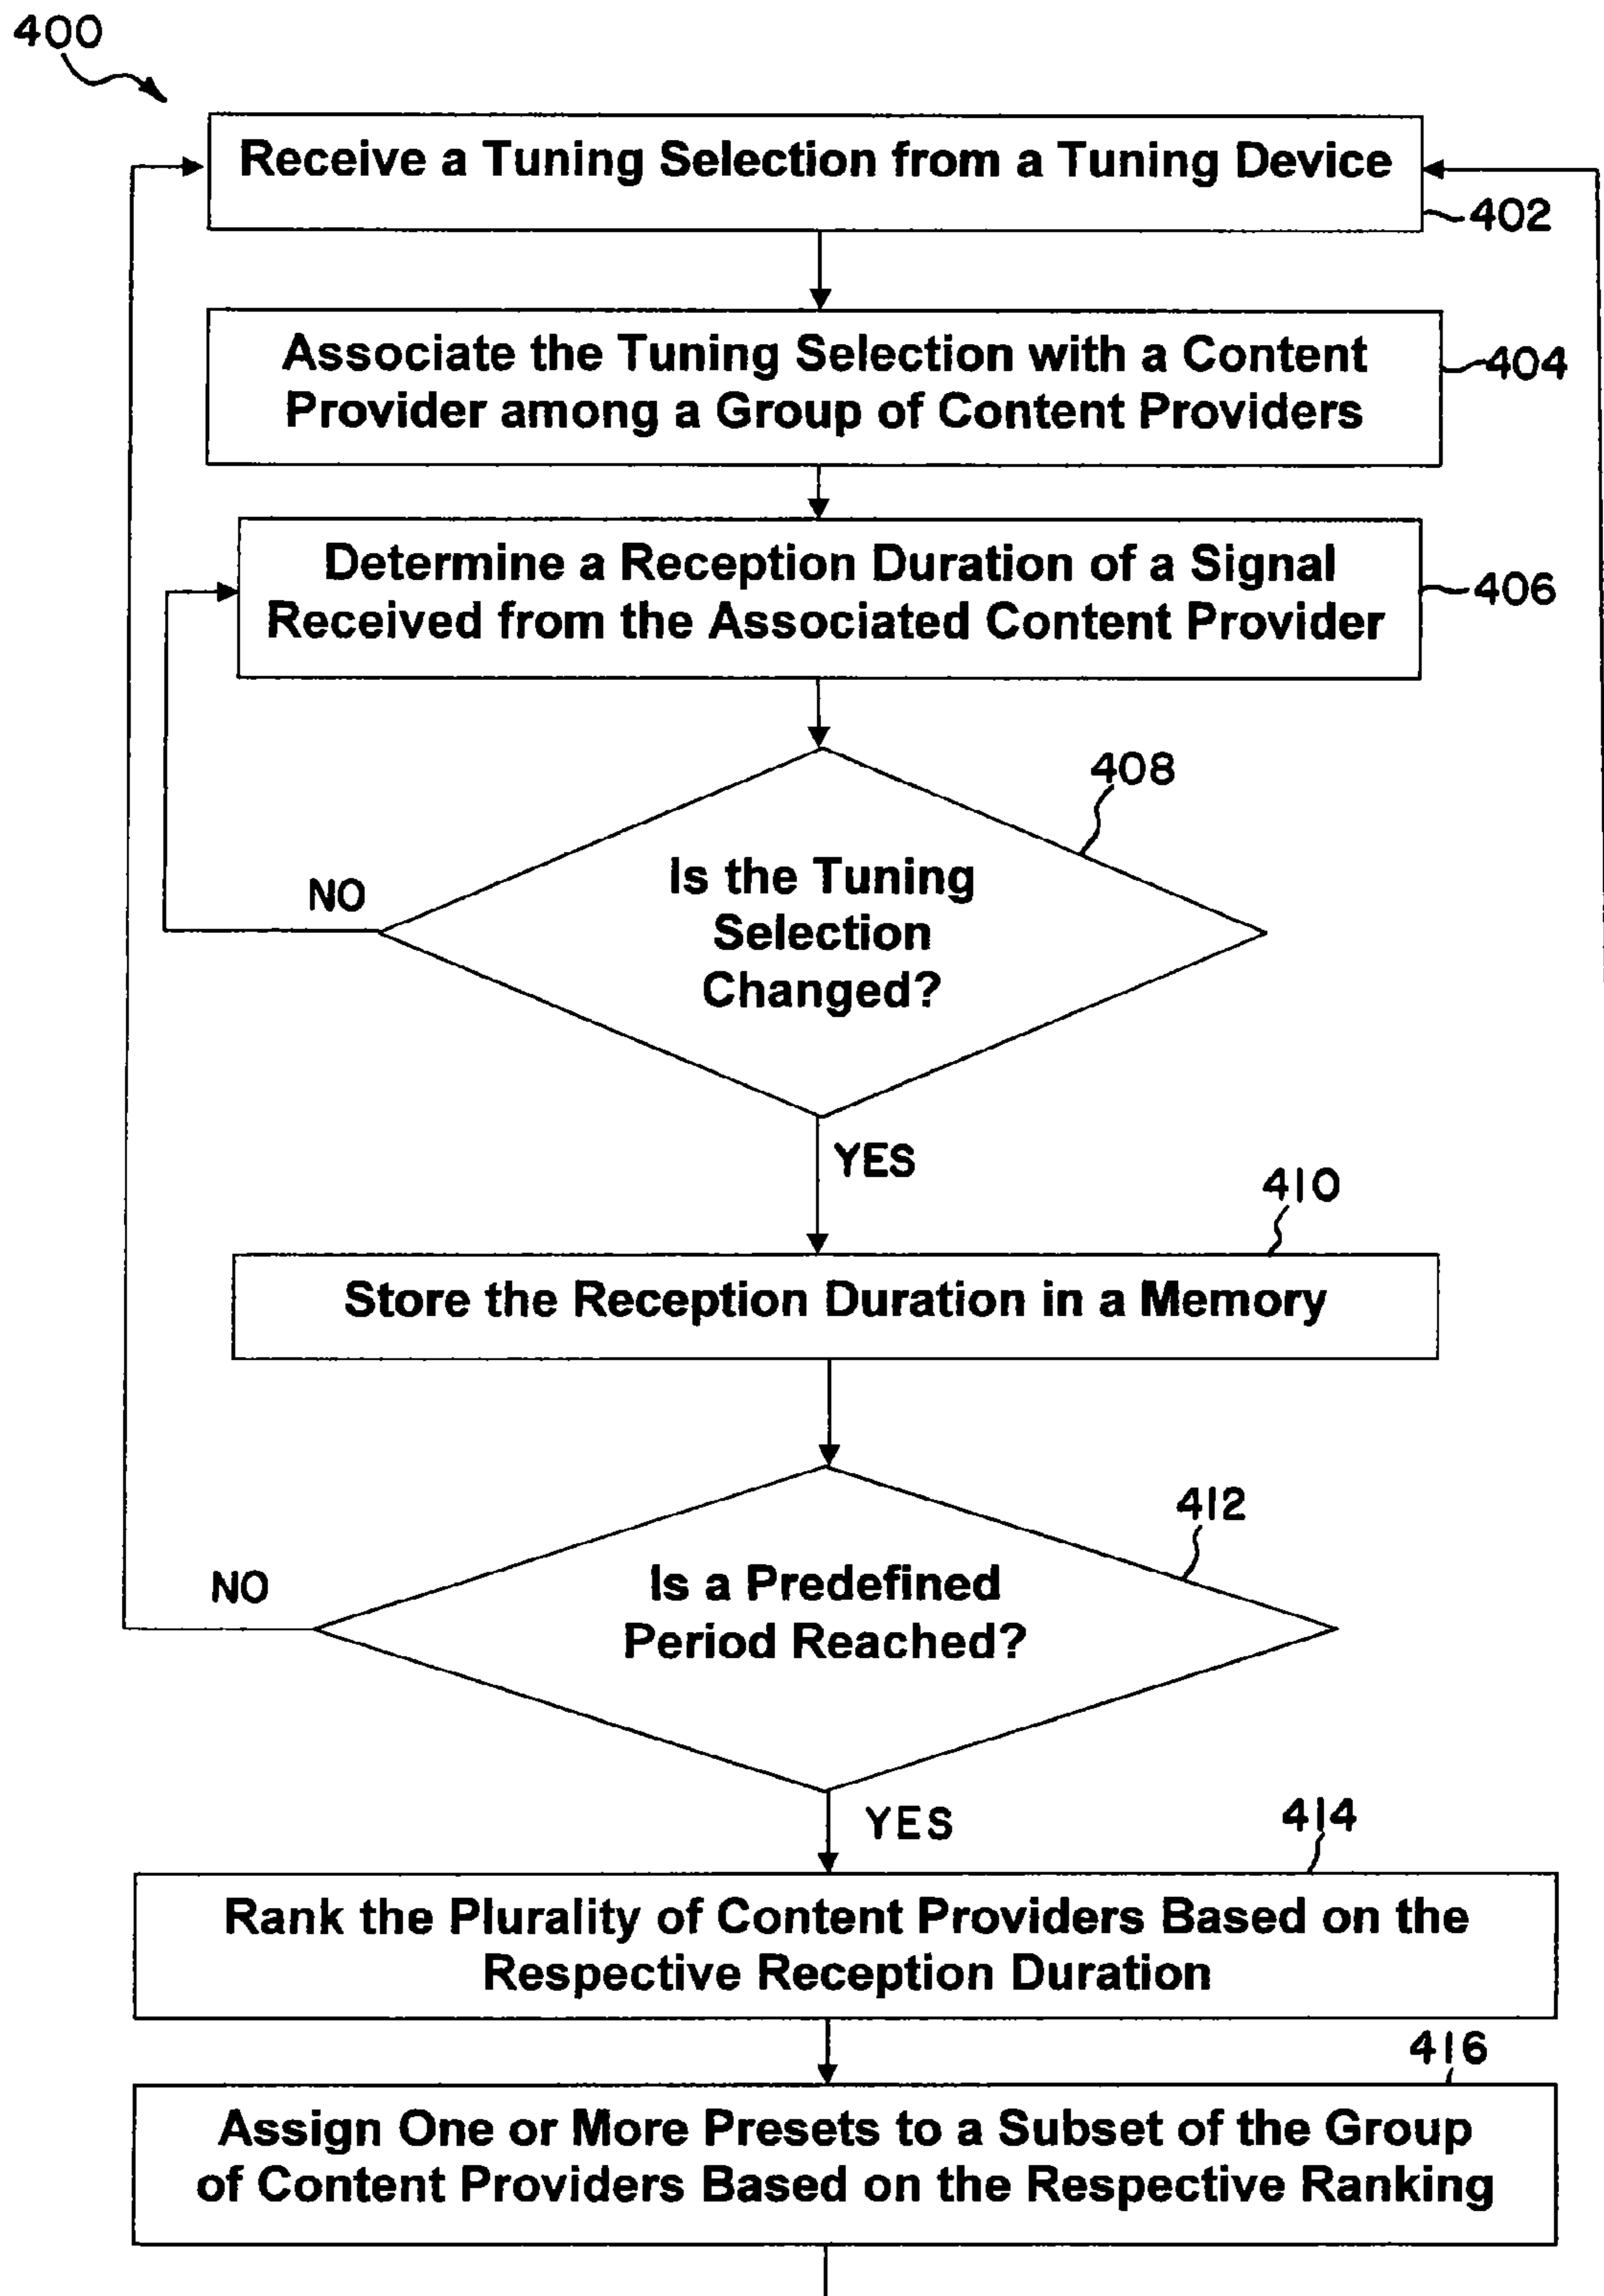 400
Receive a Tuning Selection from a Tuning Device
402
Associate the Tuning Selection with a Content
Provider among a Group of Content Providers
404
Determine a Reception Duration of a Signal
Received from the Associated Content Provider
406
408
Is the Tuning
Selection
Changed?
NO
YES
410
Store the Reception Duration in a Memory
412
Is a Predefined
Period Reached?
NO
YES
414
Rank the Plurality of Content Providers Based on the
Respective Reception Duration
416
Assign One or More Presets to a Subset of the Group
of Content Providers Based on the Respective Ranking